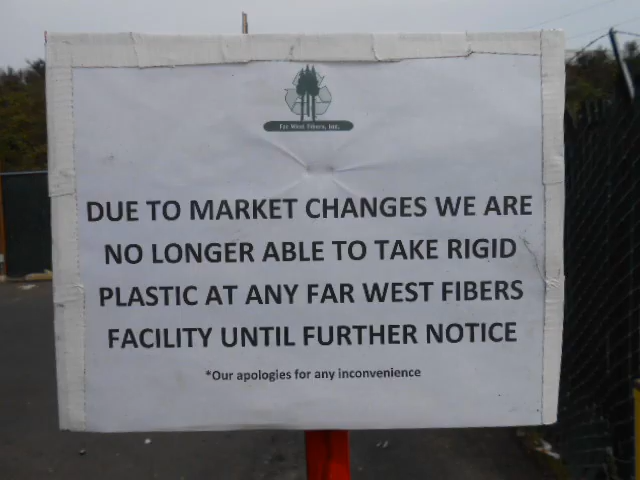 Far West Fibers, Inc.
DUE TO MARKET CHANGES WE ARE
NO LONGER ABLE TO TAKE RIGID
PLASTIC AT ANY FAR WEST FIBERS
FACILITY UNTIL FURTHER NOTICE
*Our apologies for any inconvenience